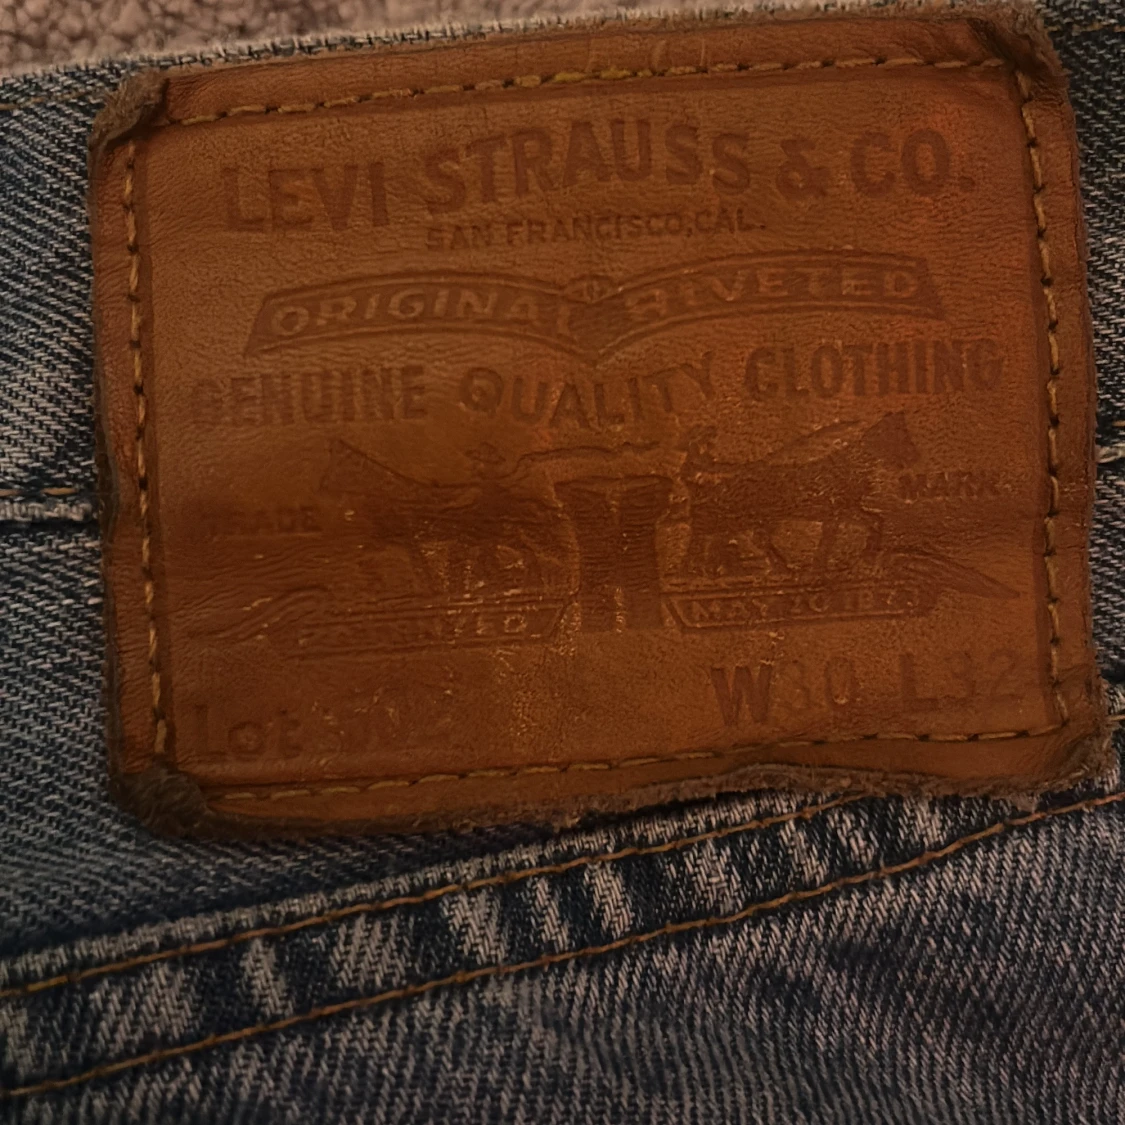 LEVI STRAUSS & CO.
SAN FRANCISCO, CAL.
ORIGINAL RIVETED
GENUINE QUALITY CLOTHING
TRADE MARK
PATENTED MAY 20 1873
W30 L32
Lot